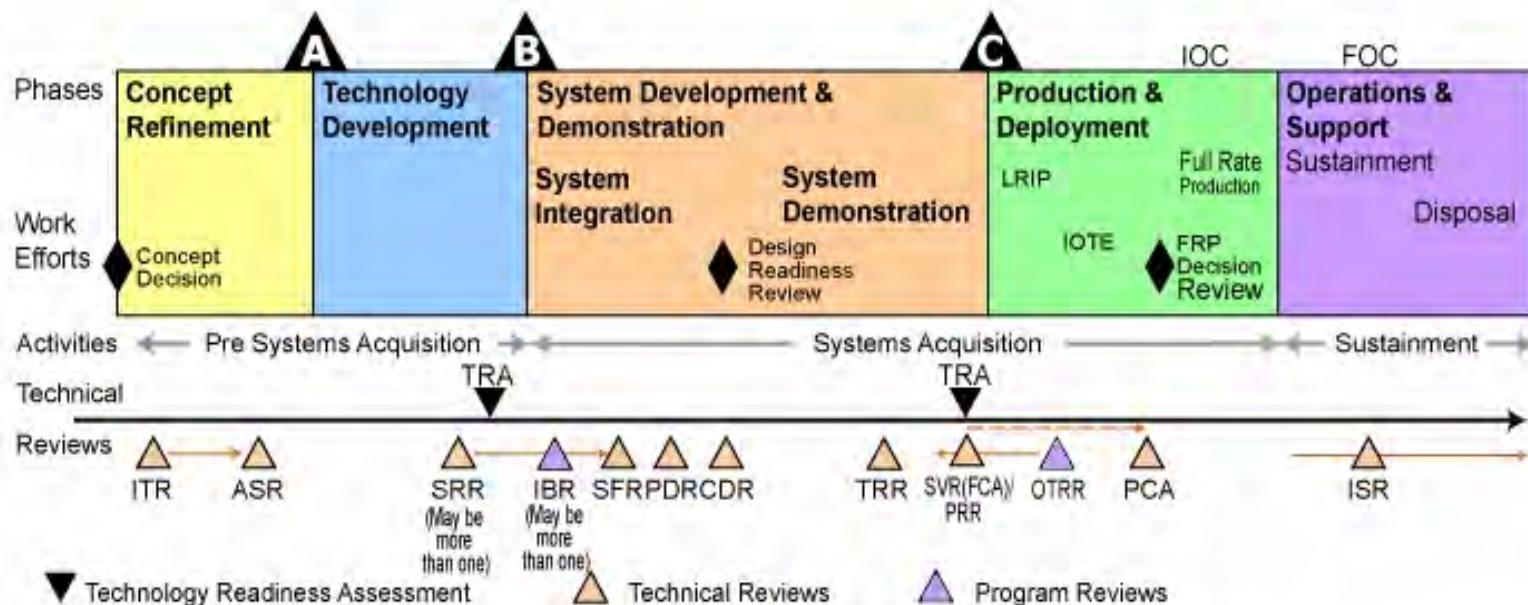 A
B
C
IOC
FOC
Phases
Concept
Refinement
Technology
Development
System Development &
Demonstration
Production &
Deployment
Operations &
Support
System
Integration
System
Demonstration
LRIP
Full Rate
Production
Sustainment
Disposal
Work
Efforts
Concept
Decision
Design
Readiness
Review
IOTE
FRP
Decision
Review
Activities
Pre Systems Acquisition
Systems Acquisition
Sustainment
Technical
TRA
TRA
Reviews
ITR
ASR
SRR
(May be
more
than one)
IBR
(May be
more
than one)
SFR
PDR
CDR
TRR
SVR(FCA)/
PRR
OTRR
PCA
ISR
Technology Readiness Assessment
Technical Reviews
Program Reviews